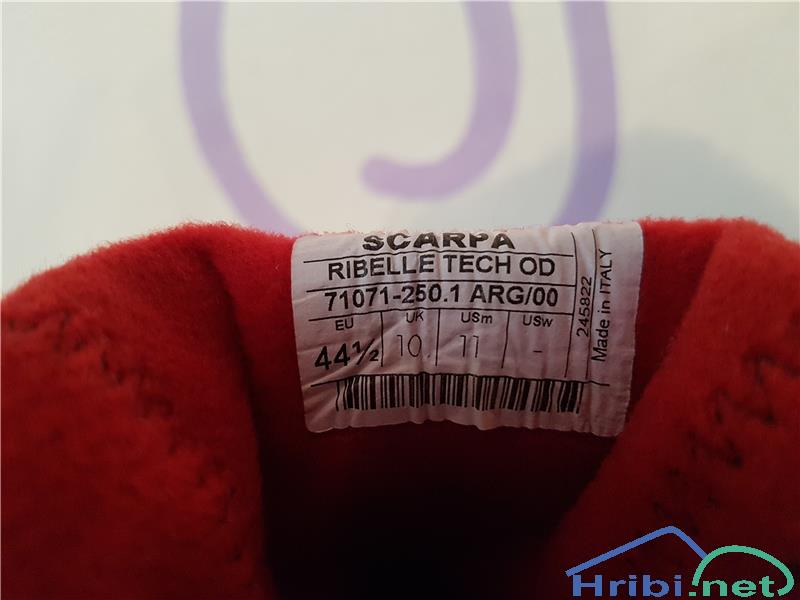 SCARPA
RIBELLE TECH OD
71071-250.1 ARG/00
EU UK USm USw
44½ 10 11 -
245822
Made in ITALY
Hribi.net